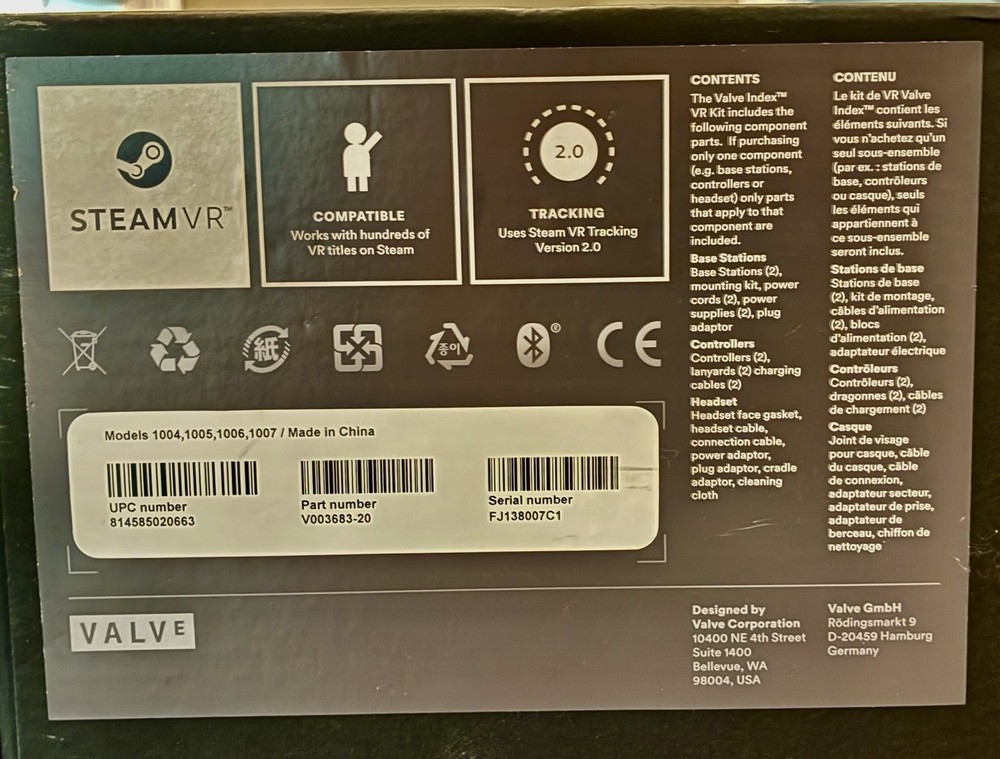 STEAMVR™
COMPATIBLE
Works with hundreds of
VR titles on Steam
2.0
TRACKING
Uses Steam VR Tracking
Version 2.0
紙
종이
®
CE
Models 1004,1005,1006,1007 / Made in China
UPC number
814585020663
Part number
V003683-20
Serial number
FJ138007C1
VALVE
CONTENTS
The Valve Index™
VR Kit includes the
following component
parts. If purchasing
only one component
(e.g. base stations,
controllers or
headset) only parts
that apply to that
component are
included.
Base Stations
Base Stations (2),
mounting kit, power
cords (2), power
supplies (2), plug
adaptor
Controllers
Controllers (2),
lanyards (2) charging
cables (2)
Headset
Headset face gasket,
headset cable,
connection cable,
power adaptor,
plug adaptor, cradle
adaptor, cleaning
cloth
CONTENU
Le kit de VR Valve
Index™ contient les
éléments suivants. Si
vous n'achetez qu'un
seul sous-ensemble
(par ex. : stations de
base, contrôleurs
ou casque), seuls
les éléments qui
appartiennent à
ce sous-ensemble
seront inclus.
Stations de base
Stations de base
(2), kit de montage,
câbles d'alimentation
(2), blocs
d'alimentation (2),
adaptateur électrique
Contrôleurs
Contrôleurs (2),
dragonnes (2), câbles
de chargement (2)
Casque
Joint de visage
pour casque, câble
du casque, câble
de connexion,
adaptateur secteur,
adaptateur de prise,
adaptateur de
berceau, chiffon de
nettoyage
Designed by
Valve Corporation
10400 NE 4th Street
Suite 1400
Bellevue, WA
98004, USA
Valve GmbH
Rödingsmarkt 9
D-20459 Hamburg
Germany